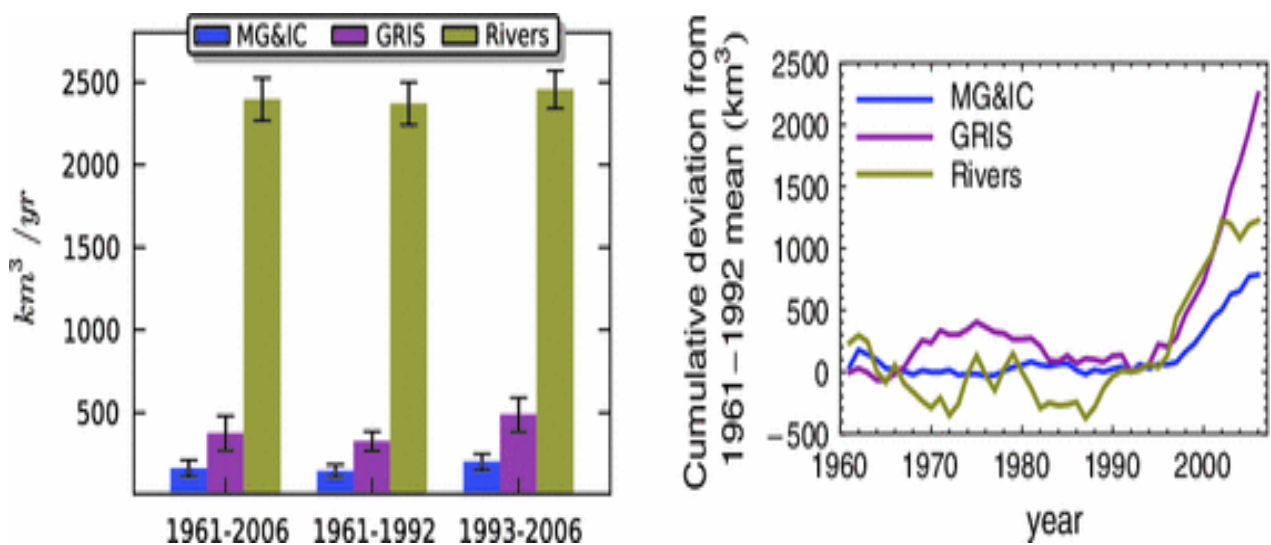 MG&IC GRIS Rivers
2500
2000
1500
1000
500
km³ /yr
1961-2006 1961-1992 1993-2006
Cumulative deviation from
1961−1992 mean (km³)
2500
2000
1500
1000
500
0
−500
MG&IC
GRIS
Rivers
1960 1970 1980 1990 2000
year